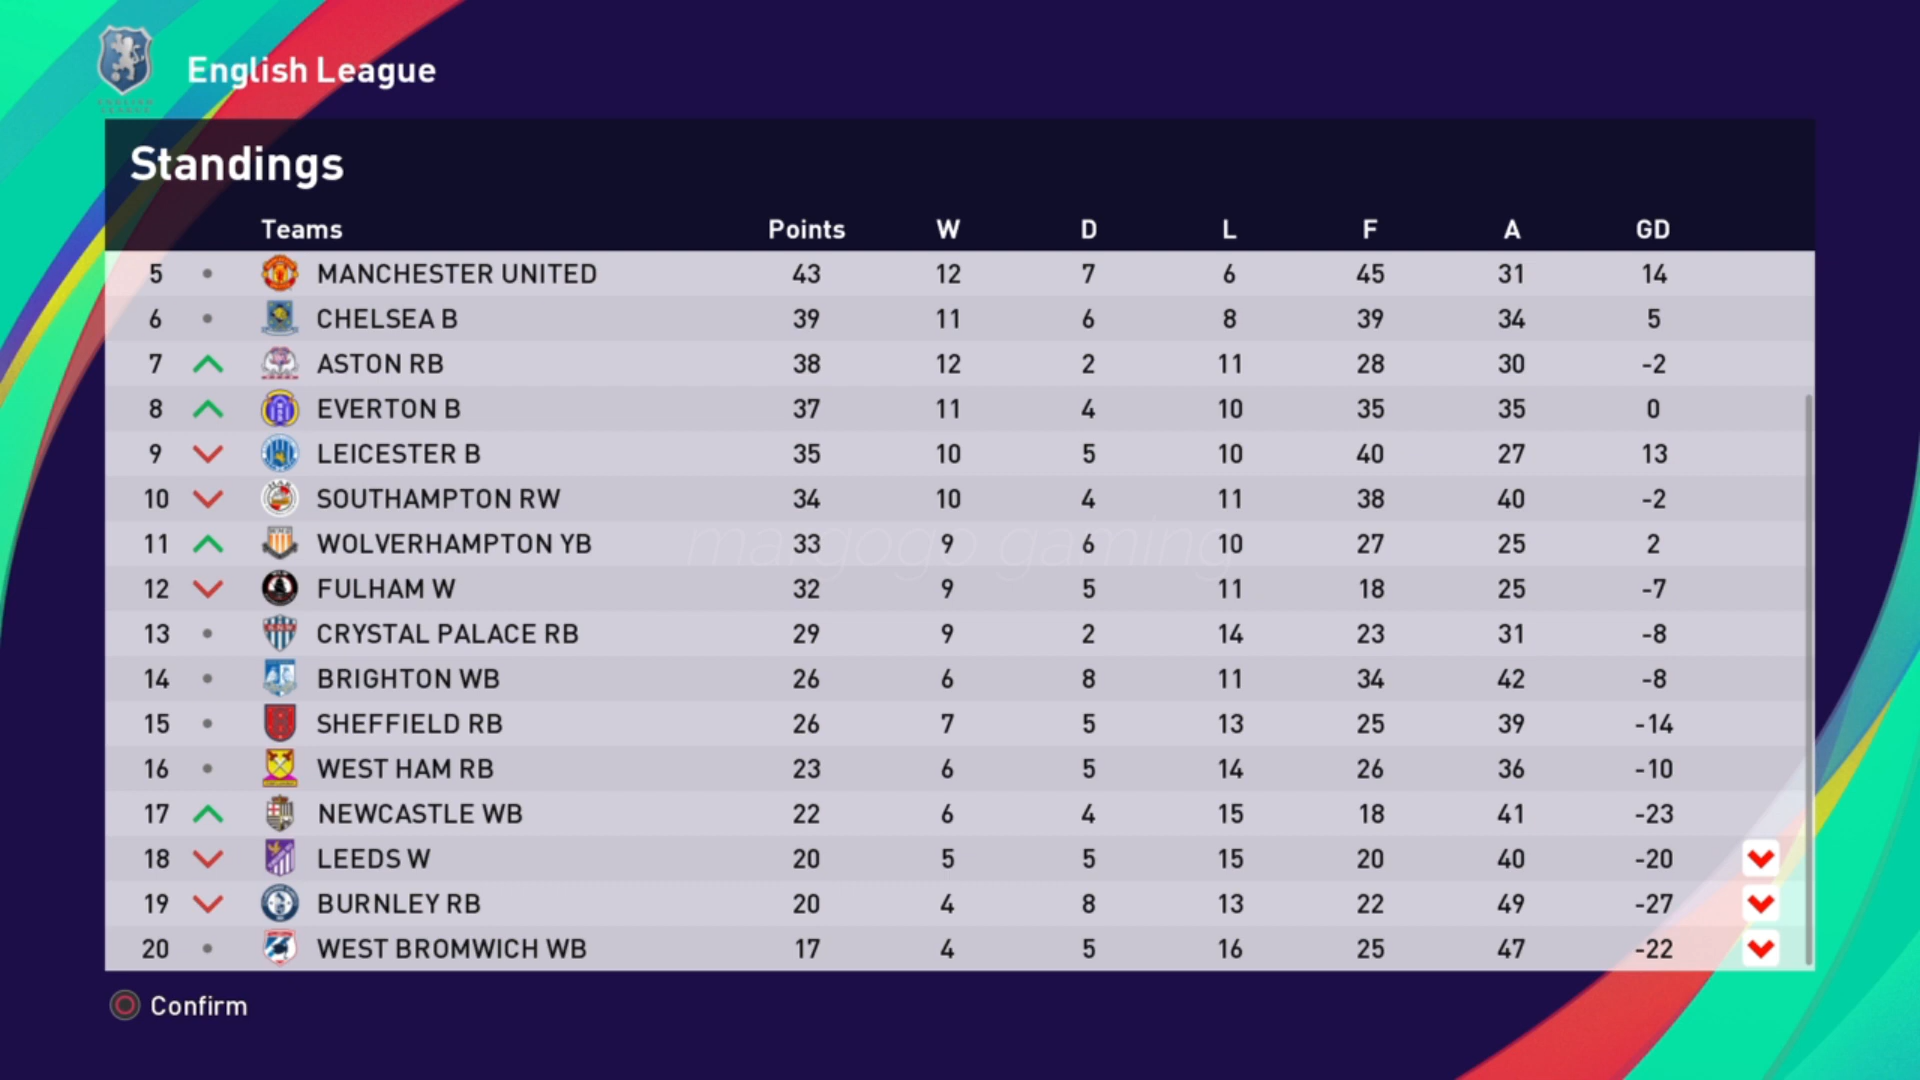 English League
Standings
Teams Points W D L F A GD
5 MANCHESTER UNITED 43 12 7 6 45 31 14
6 CHELSEA B 39 11 6 8 39 34 5
7 ASTON RB 38 12 2 11 28 30 -2
8 EVERTON B 37 11 4 10 35 35 0
9 LEICESTER B 35 10 5 10 40 27 13
10 SOUTHAMPTON RW 34 10 4 11 38 40 -2
11 WOLVERHAMPTON YB 33 9 6 10 27 25 2
margogo gaming
12 FULHAM W 32 9 5 11 18 25 -7
13 CRYSTAL PALACE RB 29 9 2 14 23 31 -8
14 BRIGHTON WB 26 6 8 11 34 42 -8
15 SHEFFIELD RB 26 7 5 13 25 39 -14
16 WEST HAM RB 23 6 5 14 26 36 -10
17 NEWCASTLE WB 22 6 4 15 18 41 -23
18 LEEDS W 20 5 5 15 20 40 -20
19 BURNLEY RB 20 4 8 13 22 49 -27
20 WEST BROMWICH WB 17 4 5 16 25 47 -22
Confirm